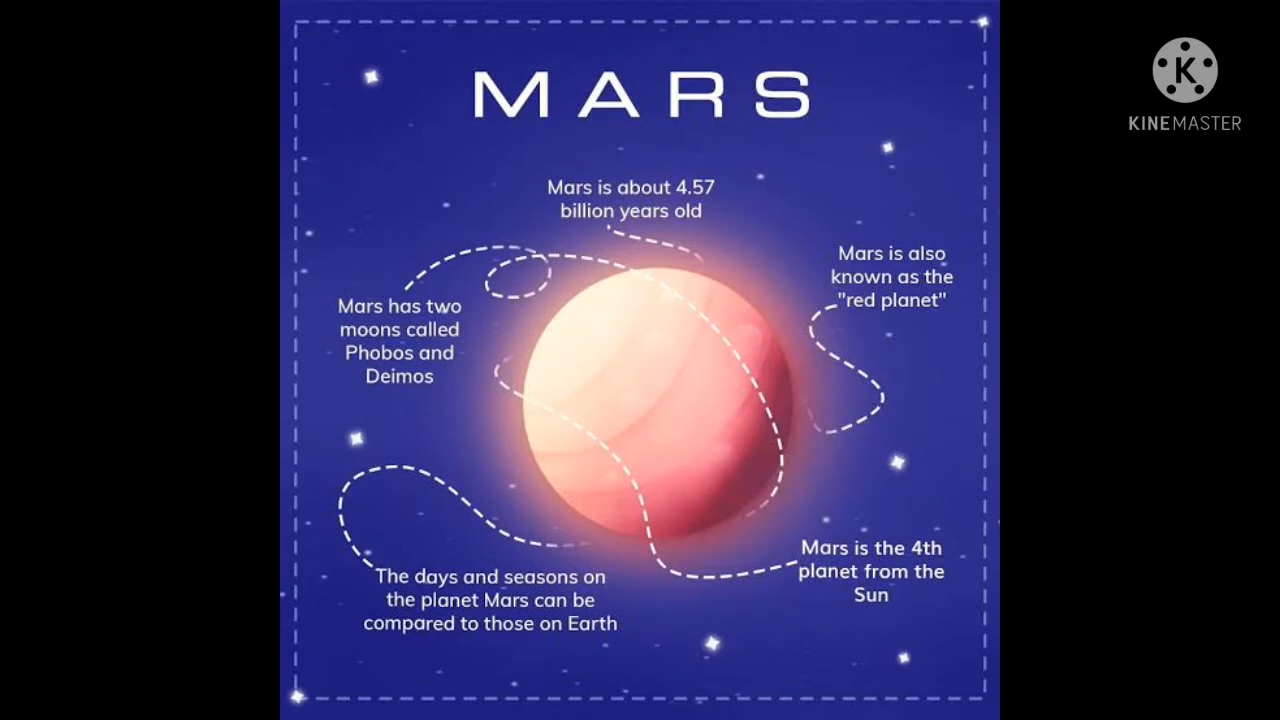 MARS
Mars is about 4.57
billion years old
Mars is also
known as the
"red planet"
Mars has two
moons called
Phobos and
Deimos
Mars is the 4th
planet from the
Sun
The days and seasons on
the planet Mars can be
compared to those on Earth
K
KINEMASTER